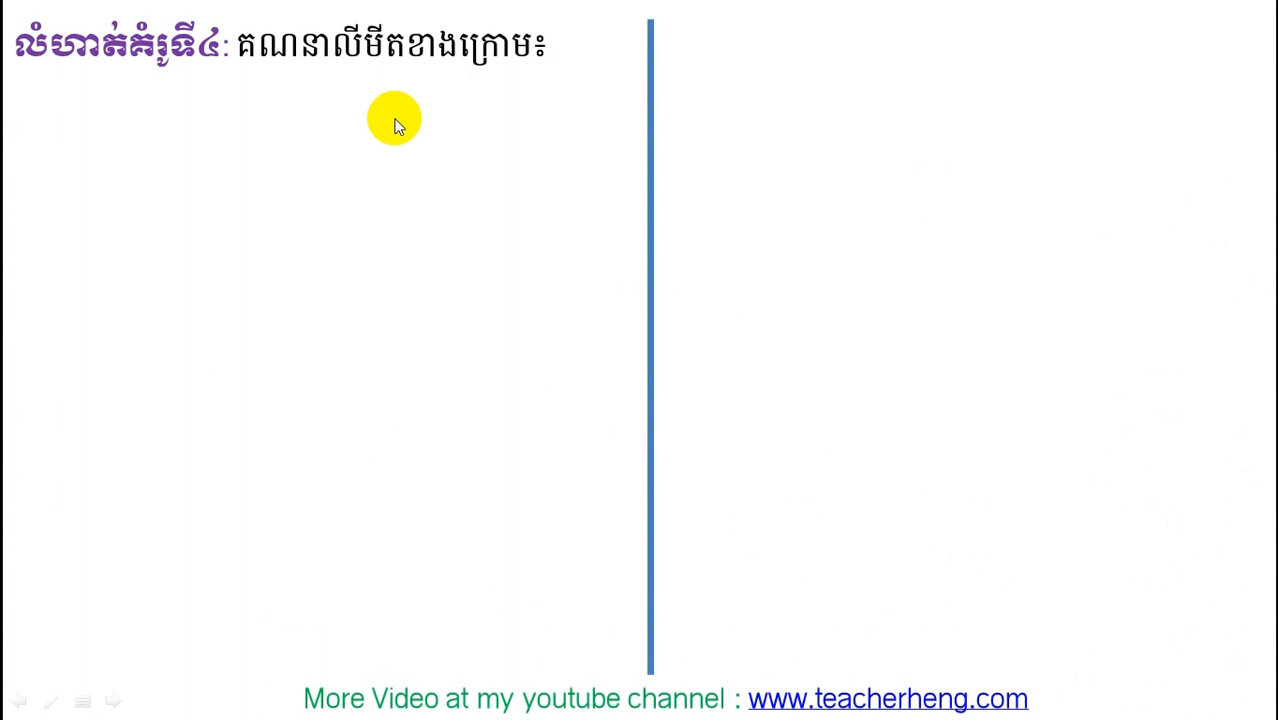 លំហាត់គំរូទី៤: គណនាលីមីតខាងក្រោម៖
More Video at my youtube channel : www.teacherheng.com